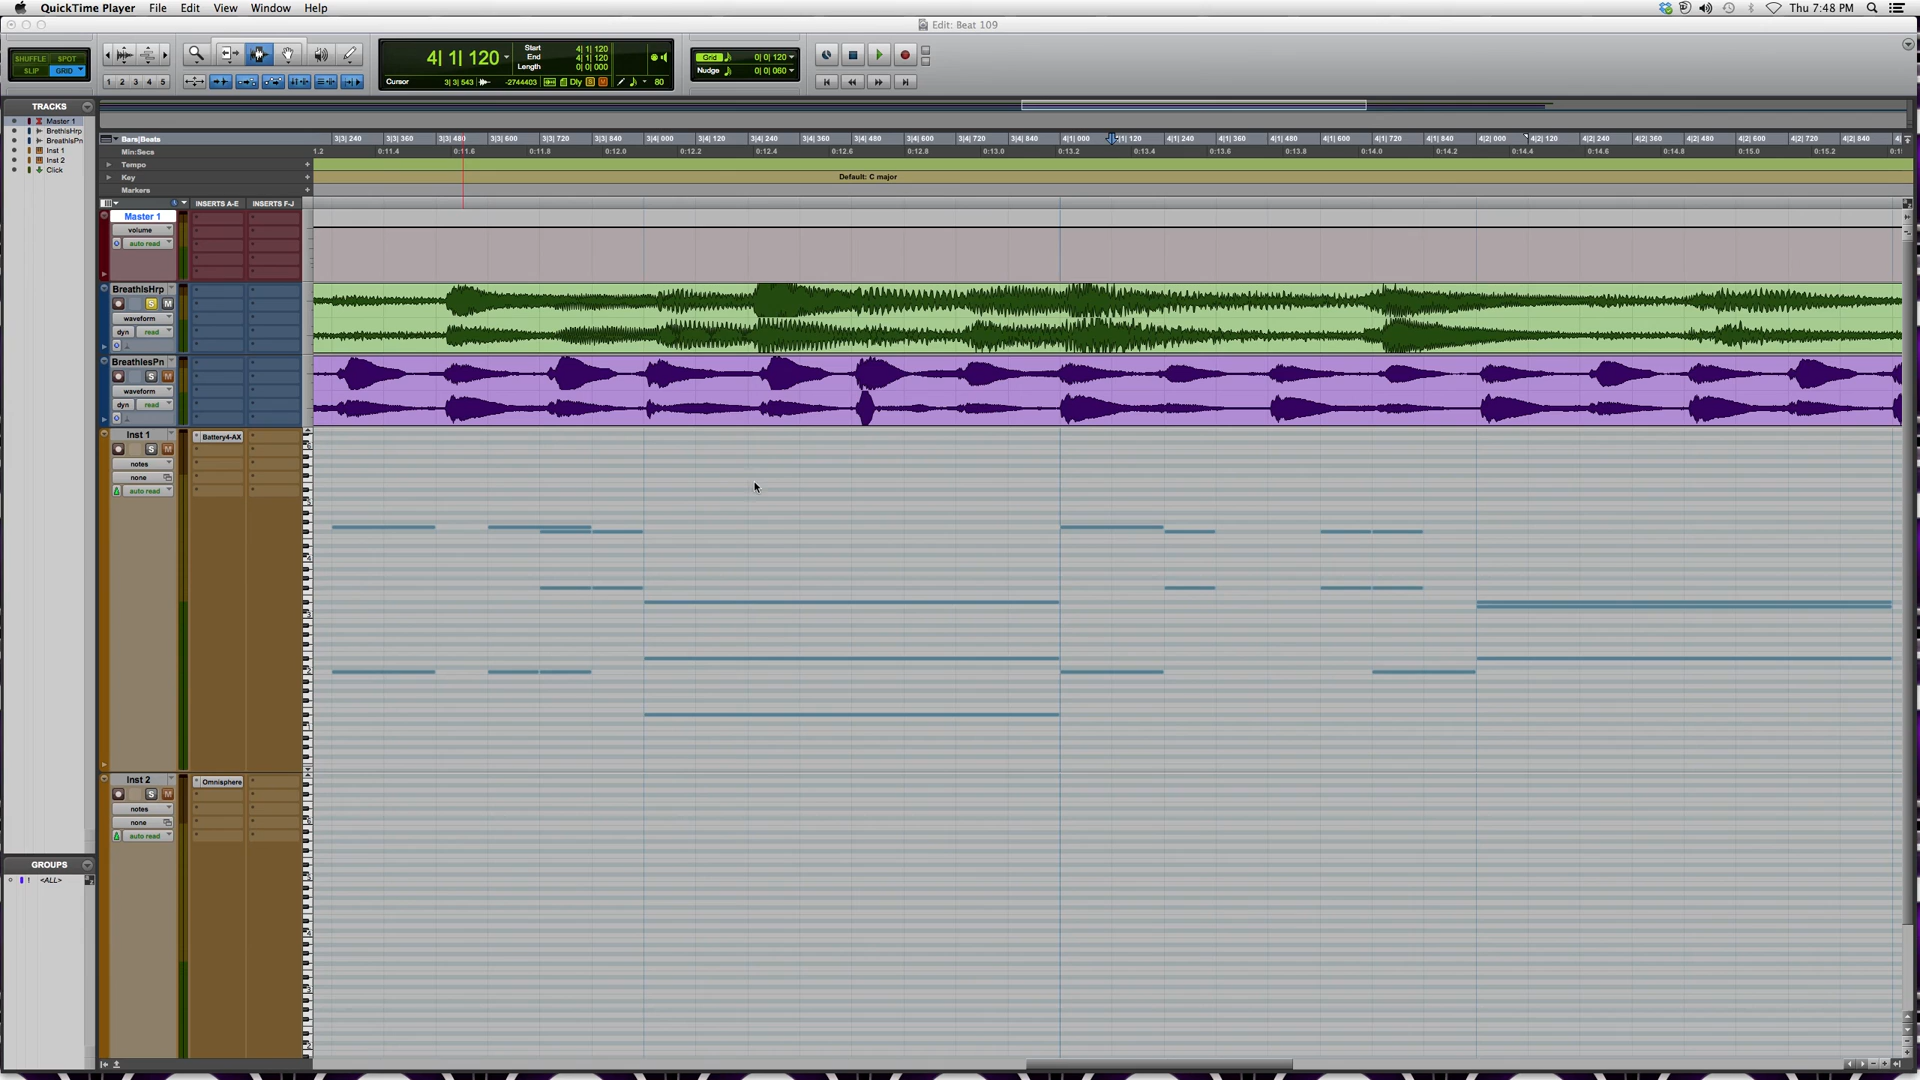 QuickTime Player File Edit View Window Help Thu 7:48 PM
Edit: Beat 109
SHUFFLE SPOT
SLIP GRID
1 2 3 4 5
4| 1| 120
Start 4| 1| 120
End 4| 1| 120
Length 0| 0| 000
Cursor 3| 3| 543 -2744403 Dly S M 80
Grid 0| 0| 120
Nudge 0| 0| 060
TRACKS
Master 1
BrethisHrp
BreathisPn
Inst 1
Inst 2
Click
Bars|Beats 3|3| 240 3|3| 360 3|3| 480 3|3| 600 3|3| 720 3|3| 840 3|4| 000 3|4| 120 3|4| 240 3|4| 360 3|4| 480 3|4| 600 3|4| 720 3|4| 840 4|1| 000 4|1| 120 4|1| 240 4|1| 360 4|1| 480 4|1| 600 4|1| 720 4|1| 840 4|2| 000 4|2| 120 4|2| 240 4|2| 360 4|2| 480 4|2| 600 4|2| 720 4|2| 840
Min:Secs 1.2 0:11.4 0:11.6 0:11.8 0:12.0 0:12.2 0:12.4 0:12.6 0:12.8 0:13.0 0:13.2 0:13.4 0:13.6 0:13.8 0:14.0 0:14.2 0:14.4 0:14.6 0:14.8 0:15.0 0:15.2
Tempo
Key Default: C major
Markers
INSERTS A-E INSERTS F-J
Master 1
volume
auto read
BreathlsHrp
S M
waveform
dyn read
BreathlesPn
S M
waveform
dyn read
Inst 1 Battery4-AX
S M
notes
none
auto read
Inst 2 Omnisphere
S M
notes
none
auto read
GROUPS
! <ALL>